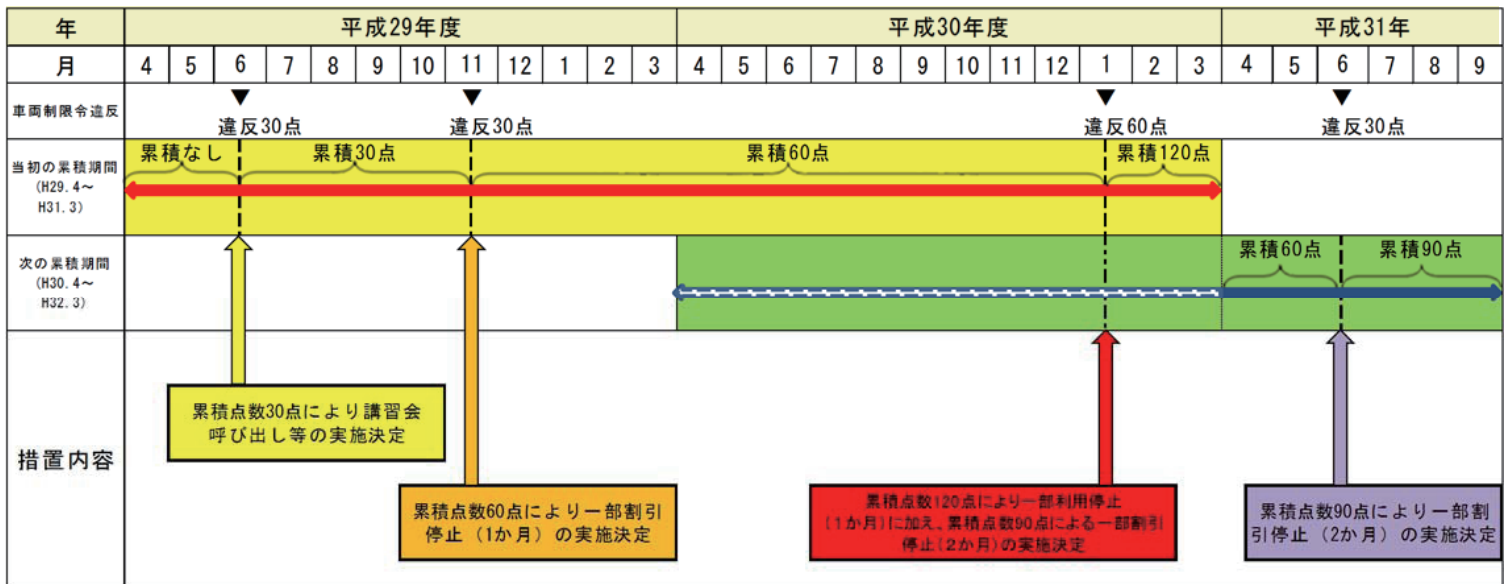 年 平成29年度 平成30年度 平成31年
月 4 5 6 7 8 9 10 11 12 1 2 3 4 5 6 7 8 9 10 11 12 1 2 3 4 5 6 7 8 9
車両制限令違反
▼ ▼ ▼ ▼
違反30点 違反30点 違反60点 違反30点
当初の累積期間
(H29.4～
H31.3)
累積なし 累積30点 累積60点 累積120点
次の累積期間
(H30.4～
H32.3)
累積60点 累積90点
措置内容
累積点数30点により講習会
呼び出し等の実施決定
累積点数60点により一部割引
停止（1か月）の実施決定
累積点数120点により一部利用停止
(1か月)に加え、累積点数90点による一部割引
停止(2か月)の実施決定
累積点数90点により一部割
引停止（2か月）の実施決定